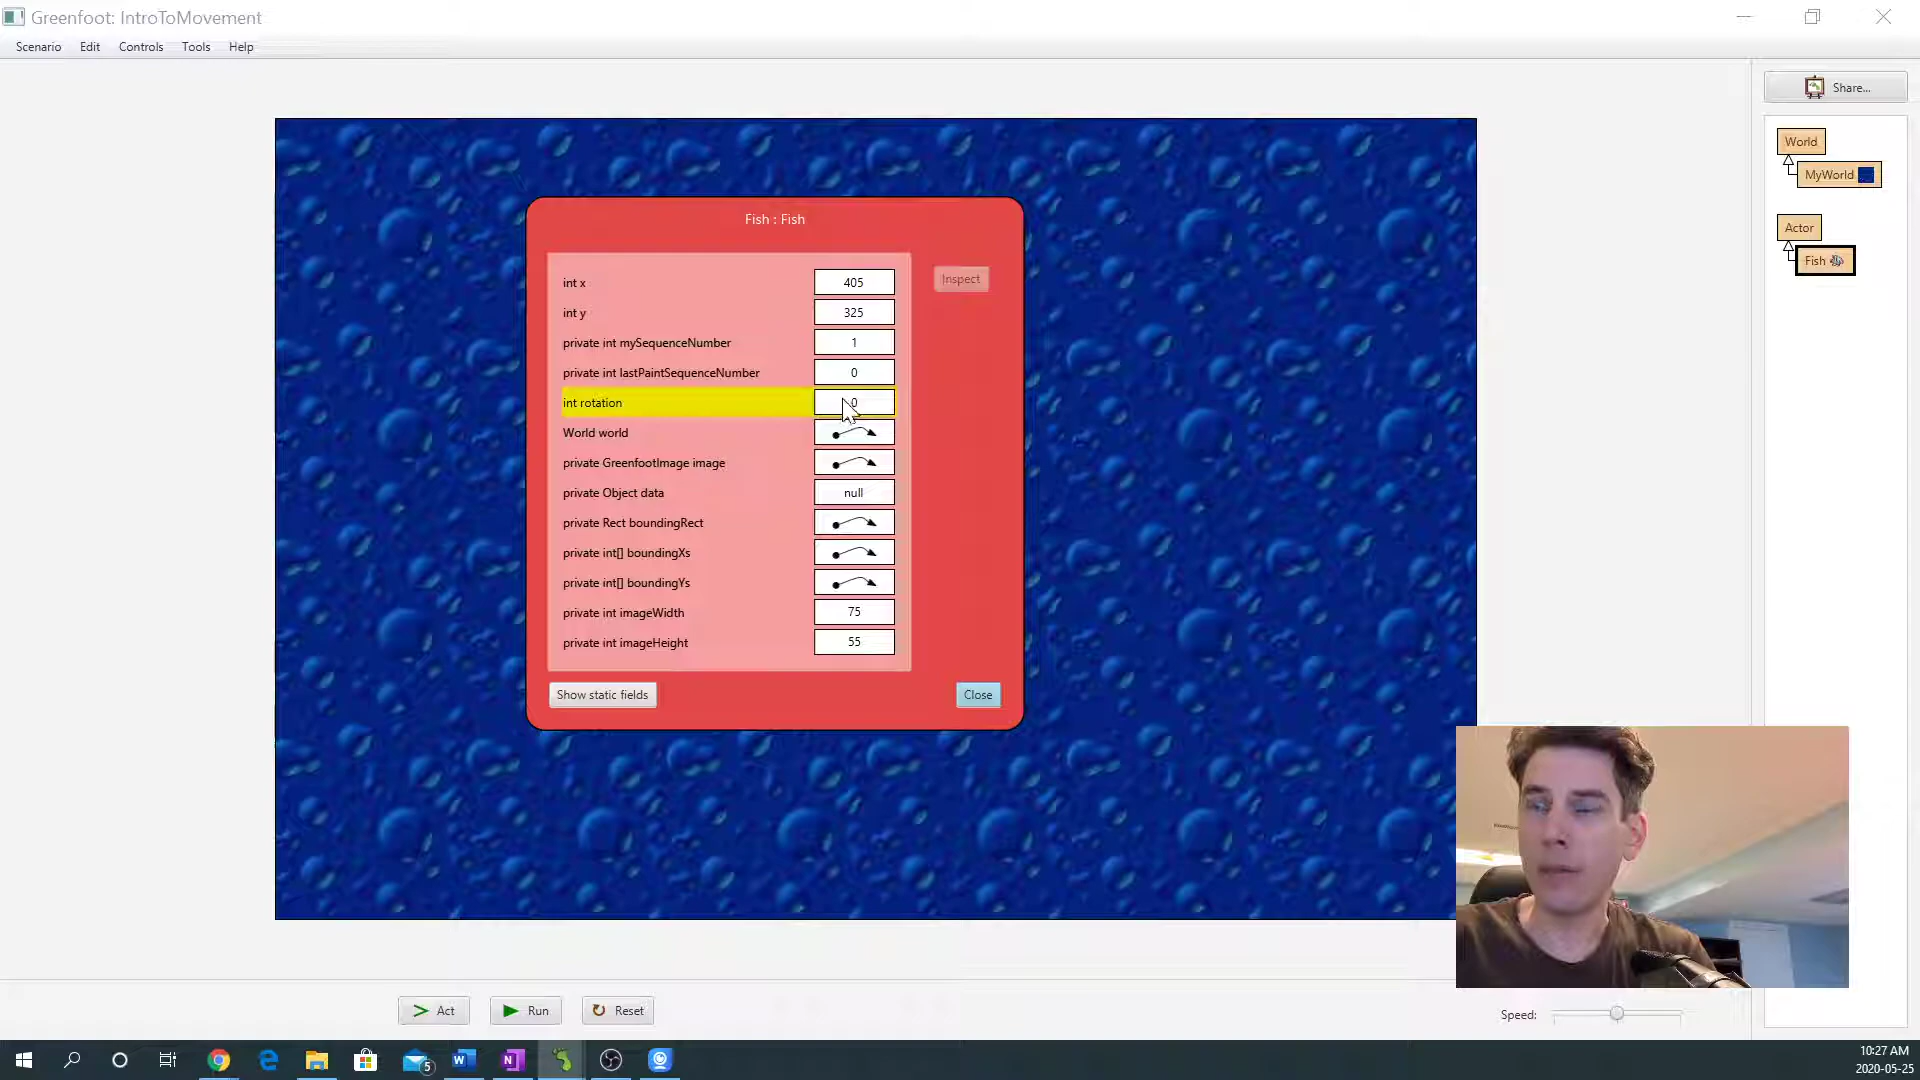 Greenfoot: IntroToMovement
Scenario Edit Controls Tools Help
Share...
World
MyWorld
Actor
Fish
Fish : Fish
Inspect
int x 405
int y 325
private int mySequenceNumber 1
private int lastPaintSequenceNumber 0
int rotation 0
World world
private GreenfootImage image
private Object data null
private Rect boundingRect
private int[] boundingXs
private int[] boundingYs
private int imageWidth 75
private int imageHeight 55
Show static fields Close
Act Run Reset Speed:
5
10:27 AM
2020-05-25